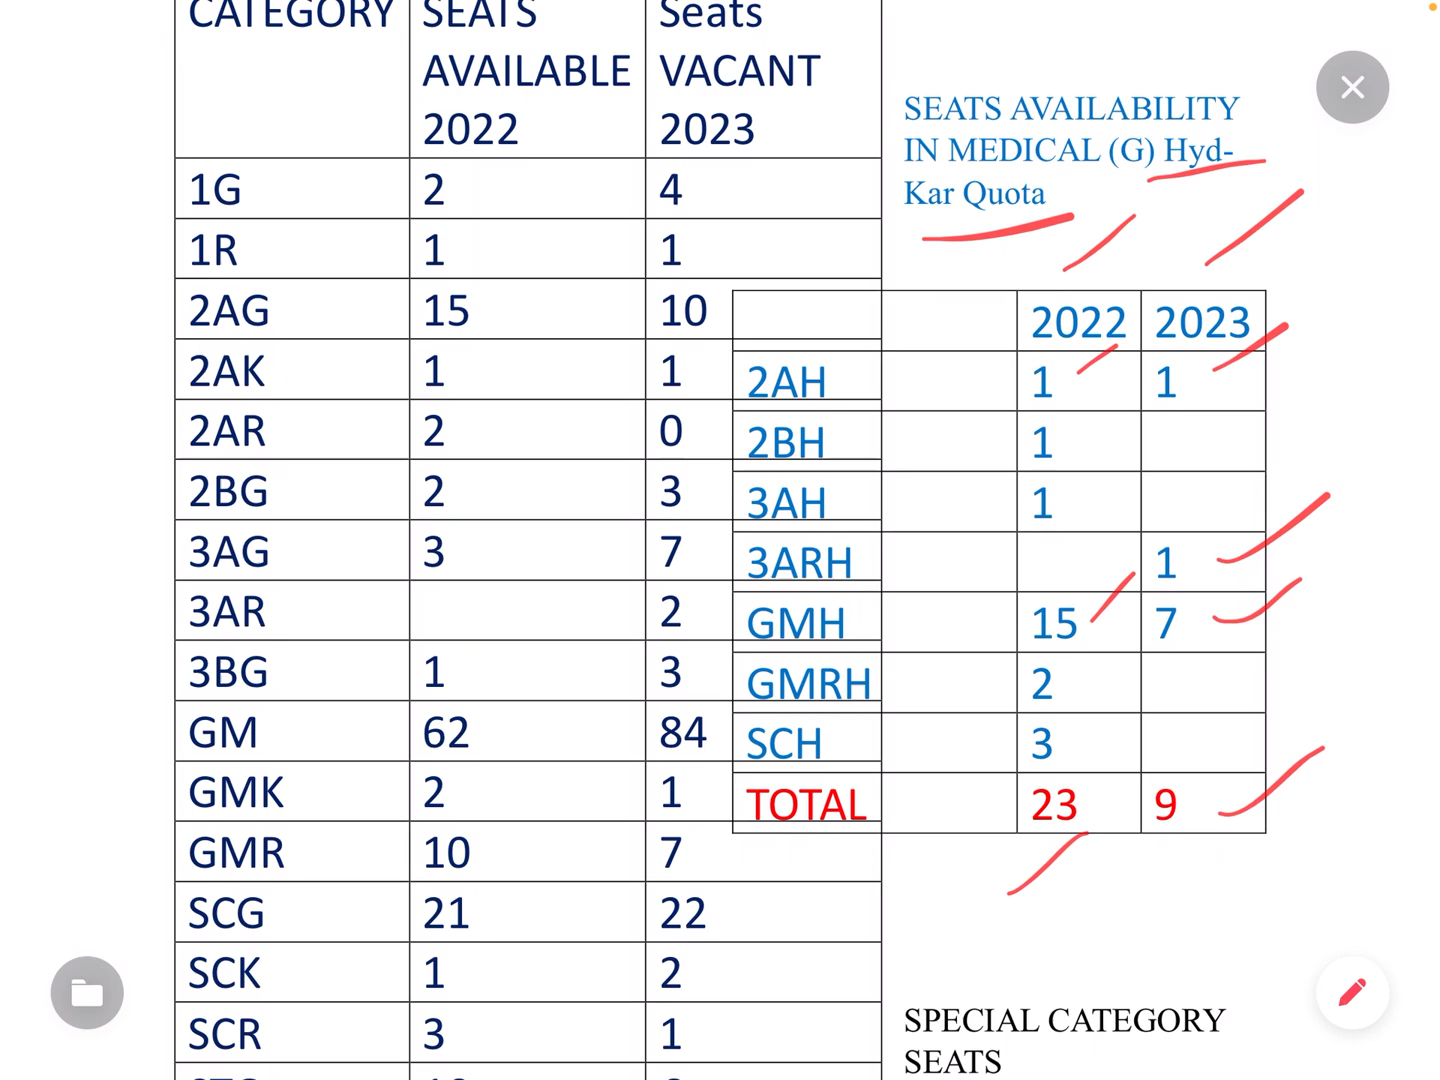 CATEGORY SEATS AVAILABLE 2022 Seats VACANT 2023
1G 2 4
1R 1 1
2AG 15 10
2AK 1 1
2AR 2 0
2BG 2 3
3AG 3 7
3AR 2
3BG 1 3
GM 62 84
GMK 2 1
GMR 10 7
SCG 21 22
SCK 1 2
SCR 3 1
SEATS AVAILABILITY
IN MEDICAL (G) Hyd-
Kar Quota
2022 2023
2AH 1 1
2BH 1
3AH 1
3ARH 1
GMH 15 7
GMRH 2
SCH 3
TOTAL 23 9
SPECIAL CATEGORY
SEATS